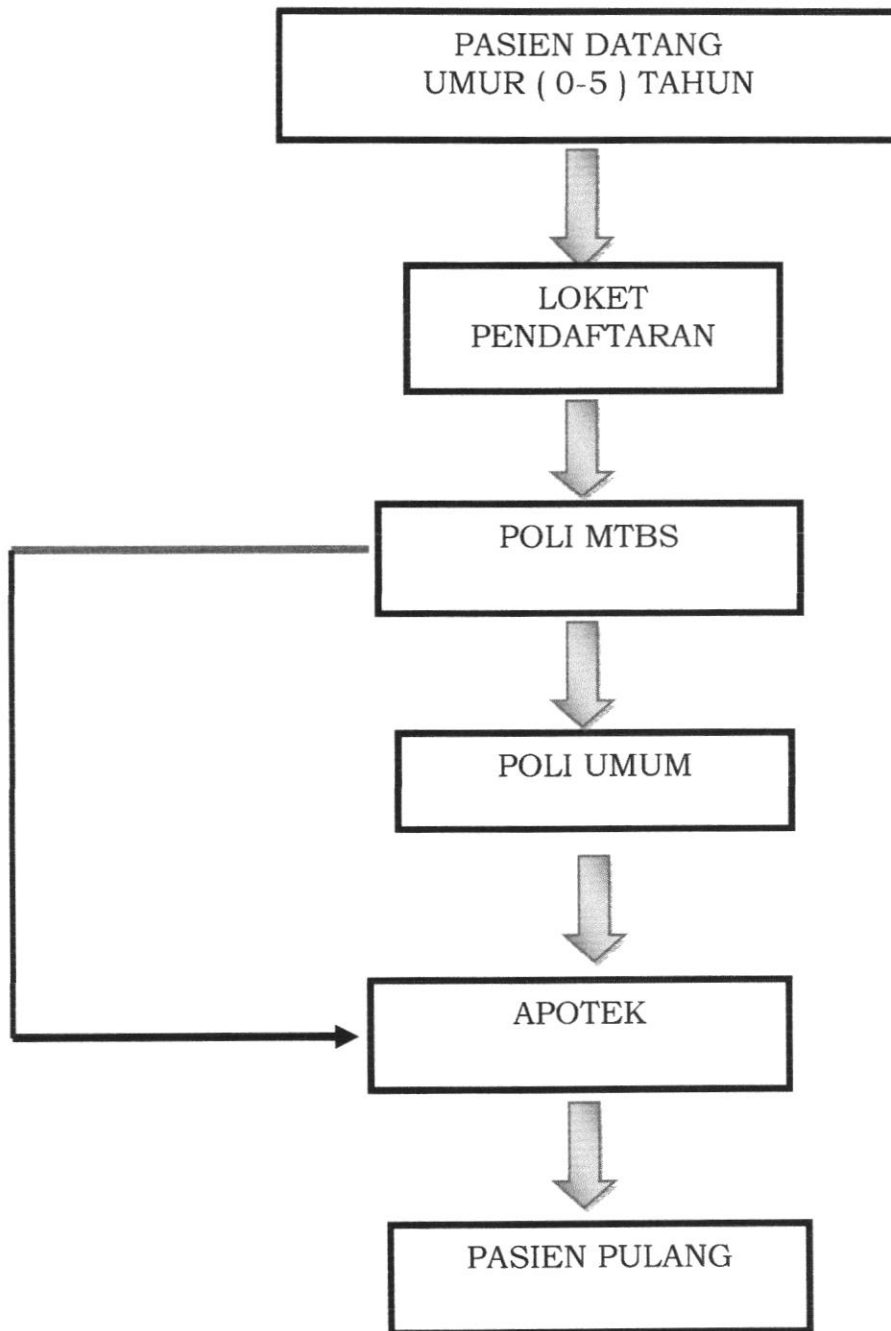 PASIEN DATANG
UMUR ( 0-5 ) TAHUN
LOKET
PENDAFTARAN
POLI MTBS
POLI UMUM
APOTEK
PASIEN PULANG